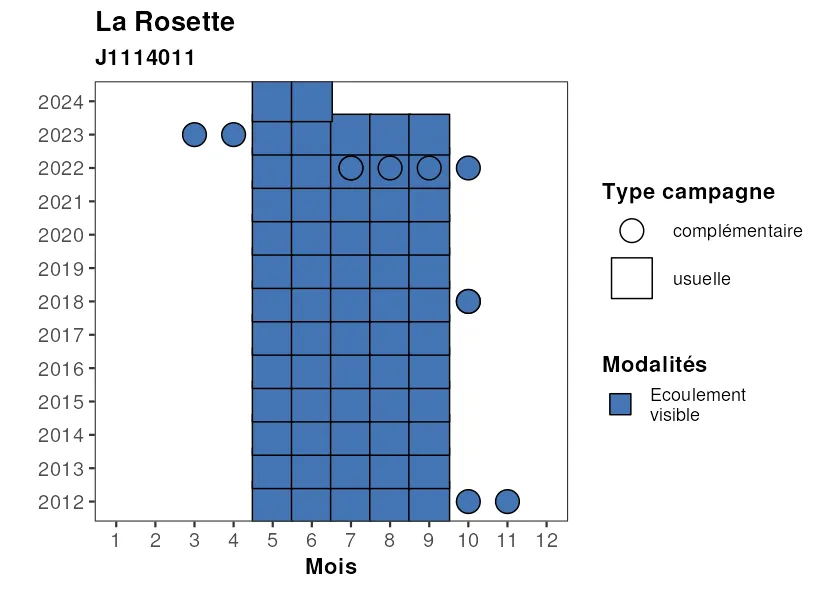 La Rosette
J1114011
2024
2023
2022
2021
2020
2019
2018
2017
2016
2015
2014
2013
2012
1 2 3 4 5 6 7 8 9 10 11 12
Mois
Type campagne
complémentaire
usuelle
Modalités
Ecoulement
visible